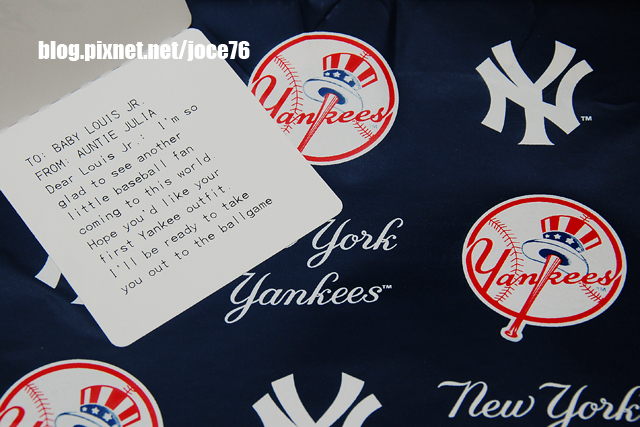 blog.pixnet.net/joce76
TO: BABY LOUIS JR.
FROM: AUNTIE JULIA
Dear Louis Jr.: I'm so
glad to see another
little baseball fan
coming to this world
Hope you'd like your
first Yankee outfit.
I'll be ready to take
you out to the ballgame
Yankees
NY™
York
Yankees™
Yankees
NY
New York